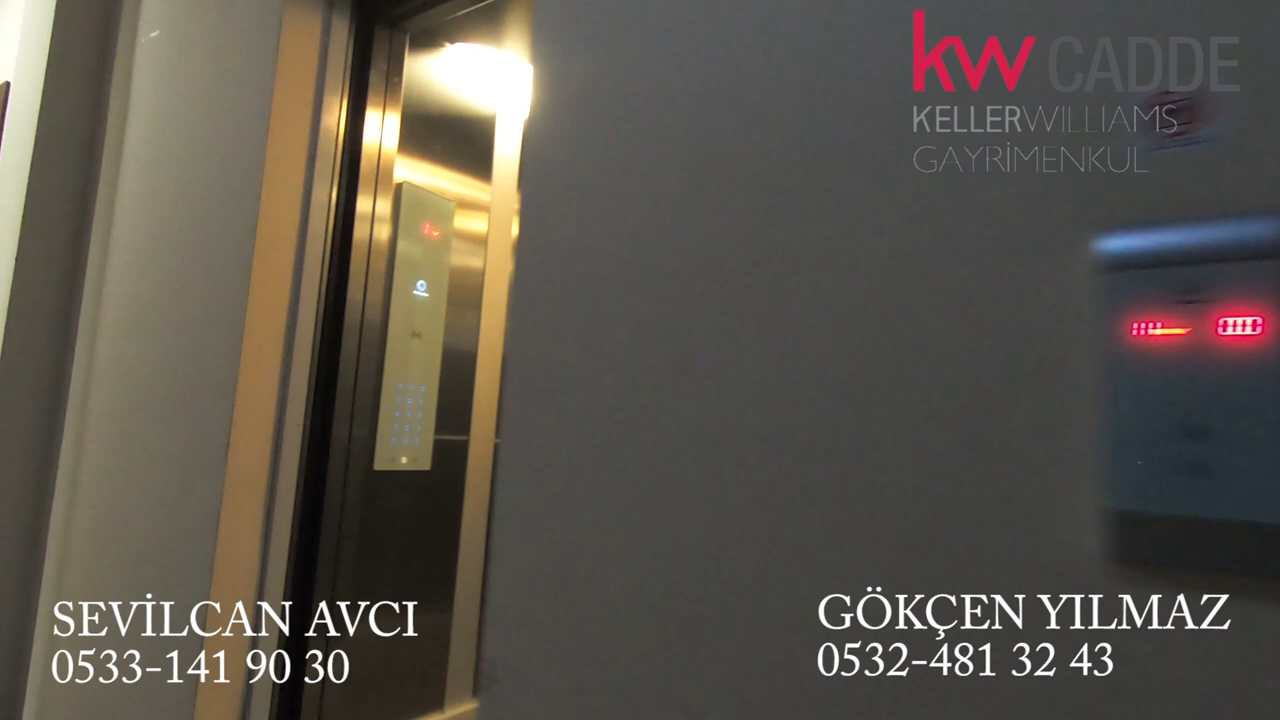 kw CADDE
KELLERWILLIAMS
GAYRİMENKUL
SEVİLCAN AVCI
0533-141 90 30
GÖKÇEN YILMAZ
0532-481 32 43